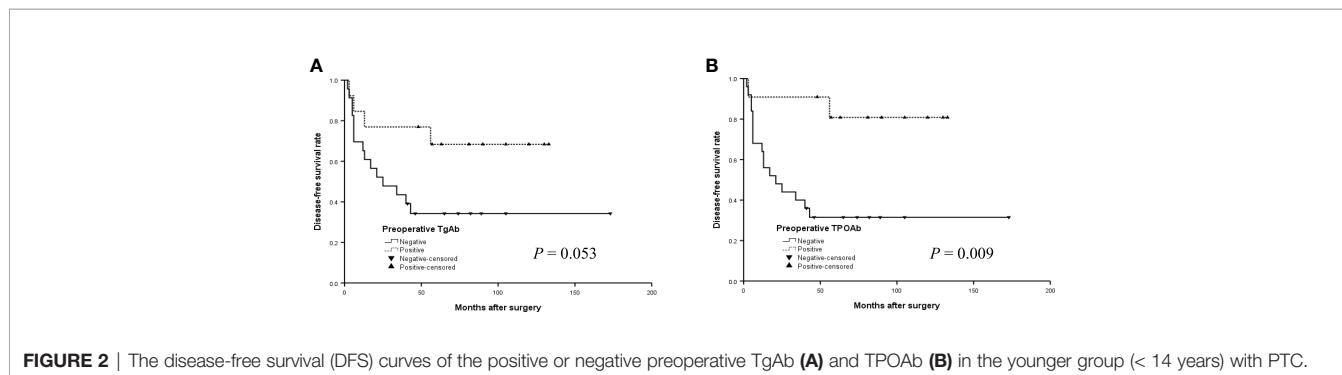 A
Disease-free survival rate
1.0
0.8
0.6
0.4
0.2
0.0
Preoperative TgAb
Negative
Positive
Negative-censored
Positive-censored
P = 0.053
0 50 100 150 200
Months after surgery
B
Disease-free survival rate
1.0
0.8
0.6
0.4
0.2
0.0
Preoperative TPOAb
Negative
Positive
Negative-censored
Positive-censored
P = 0.009
0 50 100 150 200
Months after surgery
FIGURE 2 | The disease-free survival (DFS) curves of the positive or negative preoperative TgAb (A) and TPOAb (B) in the younger group (< 14 years) with PTC.